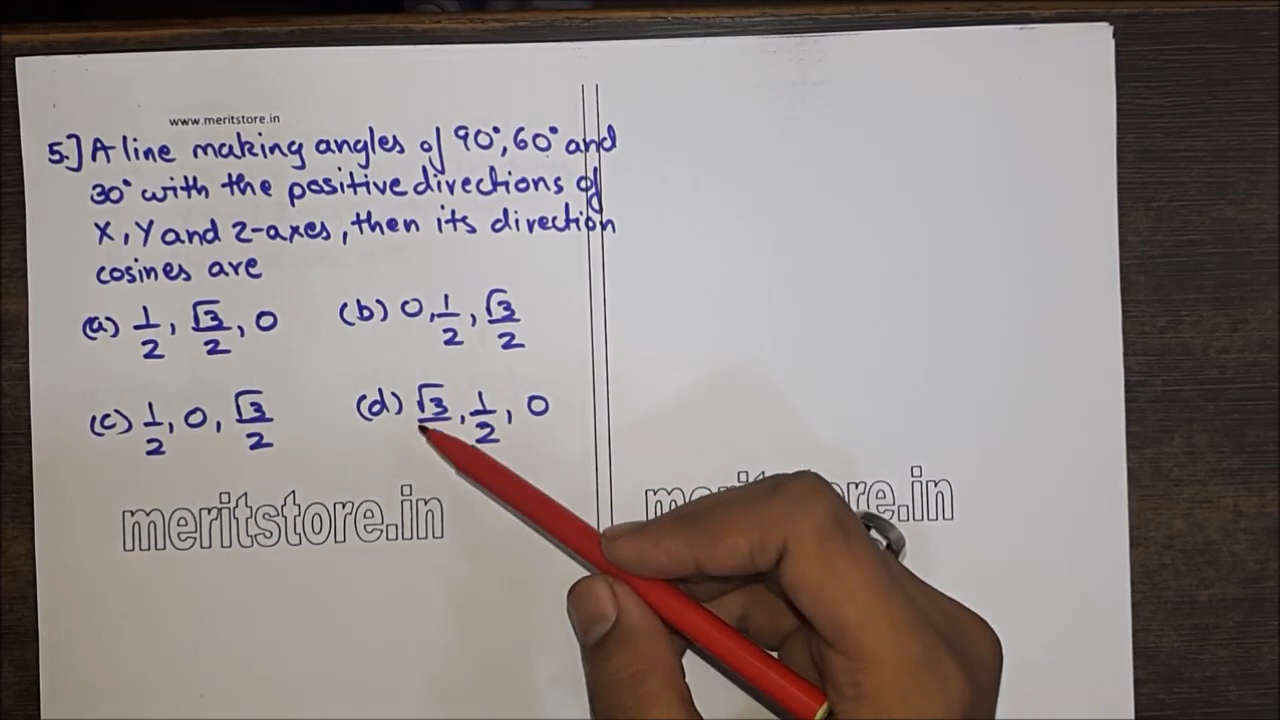 www.meritstore.in
5.] A line making angles of 90°, 60° and
30° with the positive directions of
X, Y and Z-axes, then its direction
cosines are
(a) 1/2, √3/2, 0 (b) 0, 1/2, √3/2
(c) 1/2, 0, √3/2 (d) √3, 1/2, 0
meritstore.in